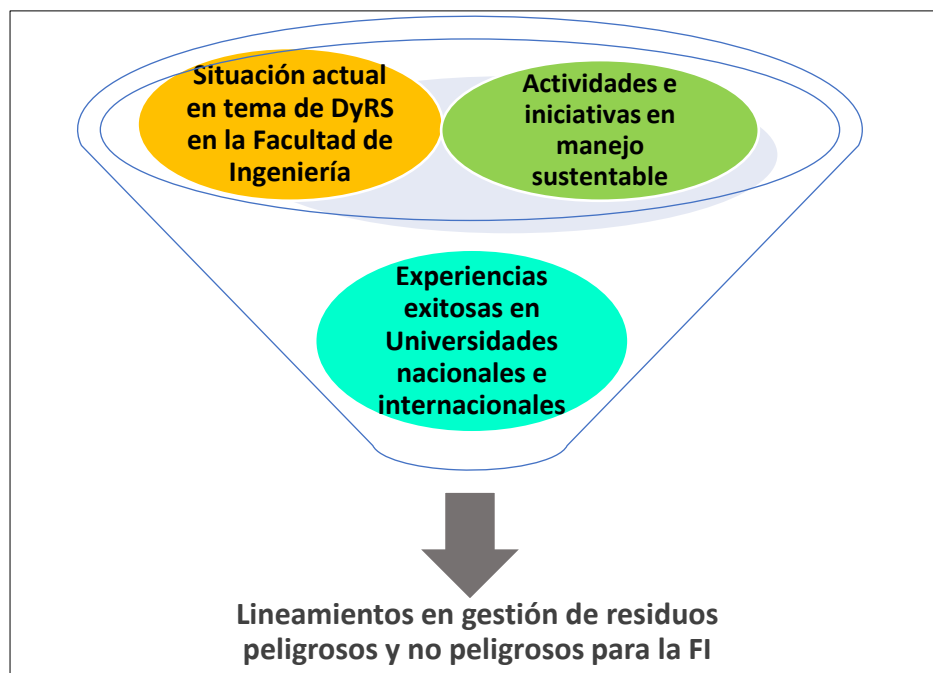 Situación actual
en tema de DyRS
en la Facultad de
Ingeniería
Actividades e
iniciativas en
manejo
sustentable
Experiencias
exitosas en
Universidades
nacionales e
internacionales
Lineamientos en gestión de residuos
peligrosos y no peligrosos para la FI